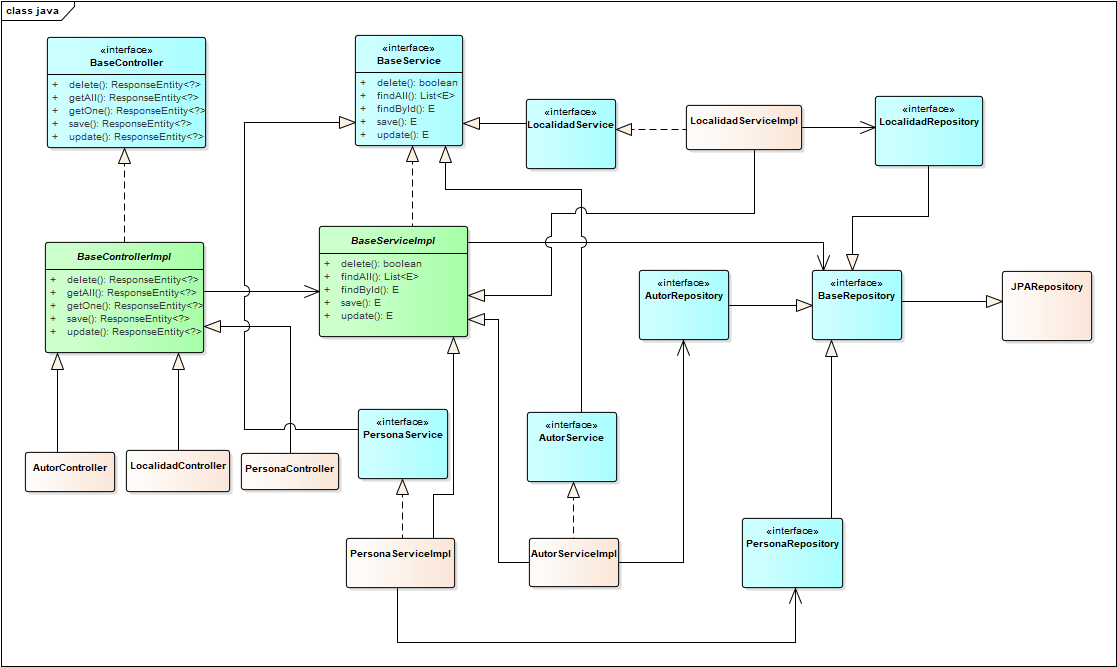 class java
«interface»
BaseController
+ delete(): ResponseEntity<?>
+ getAll(): ResponseEntity<?>
+ getOne(): ResponseEntity<?>
+ save(): ResponseEntity<?>
+ update(): ResponseEntity<?>
«interface»
BaseService
+ delete(): boolean
+ findAll(): List<E>
+ findById(): E
+ save(): E
+ update(): E
«interface»
LocalidadService
LocalidadServiceImpl
«interface»
LocalidadRepository
BaseControllerImpl
+ delete(): ResponseEntity<?>
+ getAll(): ResponseEntity<?>
+ getOne(): ResponseEntity<?>
+ save(): ResponseEntity<?>
+ update(): ResponseEntity<?>
BaseServiceImpl
+ delete(): boolean
+ findAll(): List<E>
+ findById(): E
+ save(): E
+ update(): E
«interface»
AutorRepository
«interface»
BaseRepository
JPARepository
AutorController
LocalidadController
PersonaController
«interface»
PersonaService
«interface»
AutorService
PersonaServiceImpl
AutorServiceImpl
«interface»
PersonaRepository